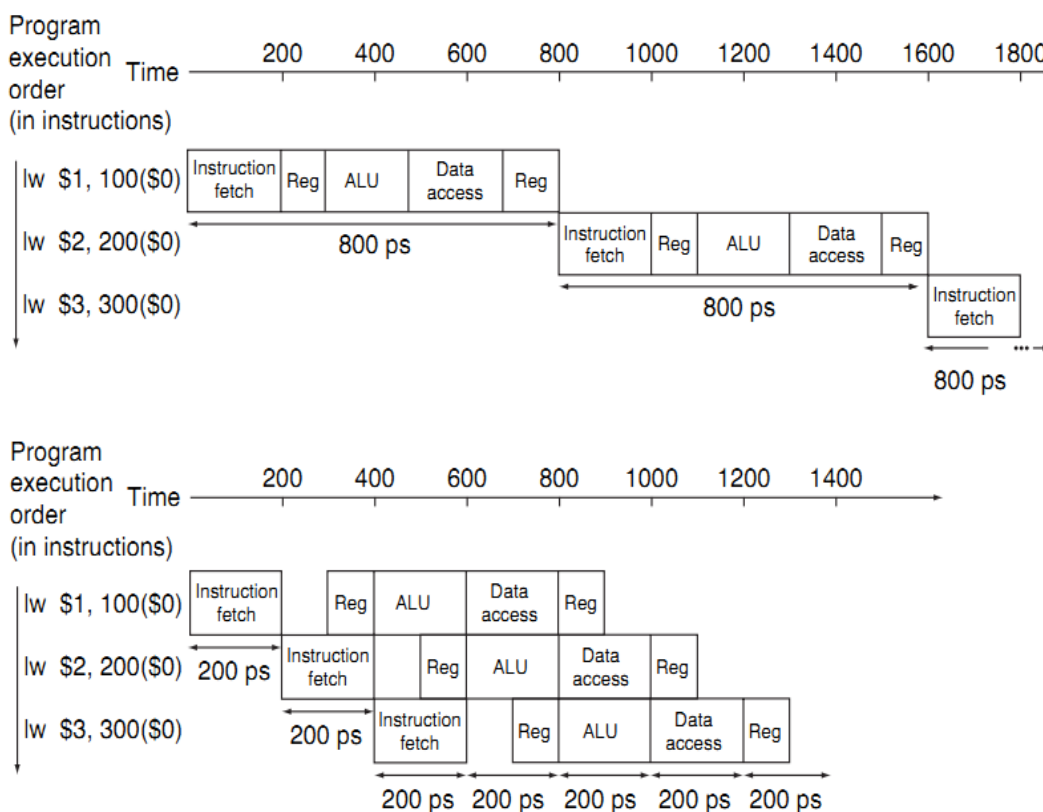 Program
execution
order
(in instructions)
Time
200 400 600 800 1000 1200 1400 1600 1800
lw $1, 100($0)
Instruction
fetch
Reg
ALU
Data
access
Reg
800 ps
lw $2, 200($0)
Instruction
fetch
Reg
ALU
Data
access
Reg
800 ps
lw $3, 300($0)
Instruction
fetch
...
800 ps
Program
execution
order
(in instructions)
Time
200 400 600 800 1000 1200 1400
lw $1, 100($0)
Instruction
fetch
Reg
ALU
Data
access
Reg
200 ps
lw $2, 200($0)
Instruction
fetch
Reg
ALU
Data
access
Reg
200 ps
lw $3, 300($0)
Instruction
fetch
Reg
ALU
Data
access
Reg
200 ps 200 ps 200 ps 200 ps 200 ps